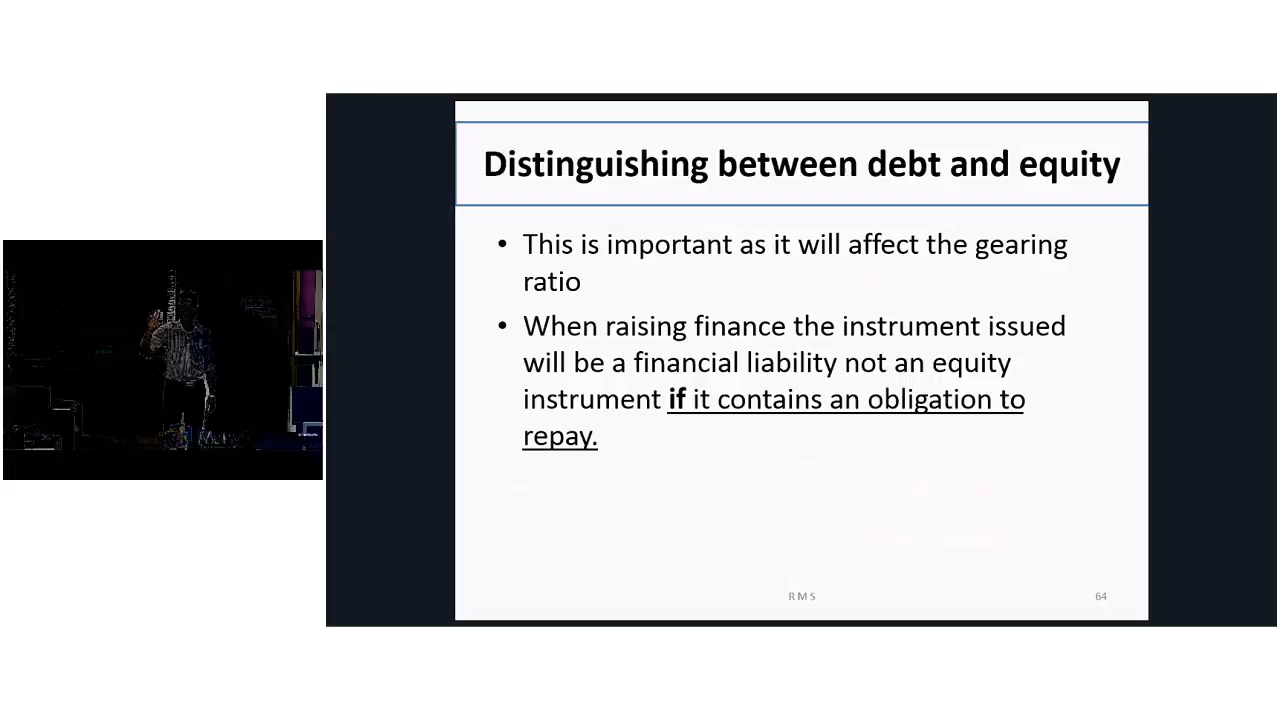 Distinguishing between debt and equity
• This is important as it will affect the gearing
ratio
• When raising finance the instrument issued
will be a financial liability not an equity
instrument if it contains an obligation to
repay.
R M S
64